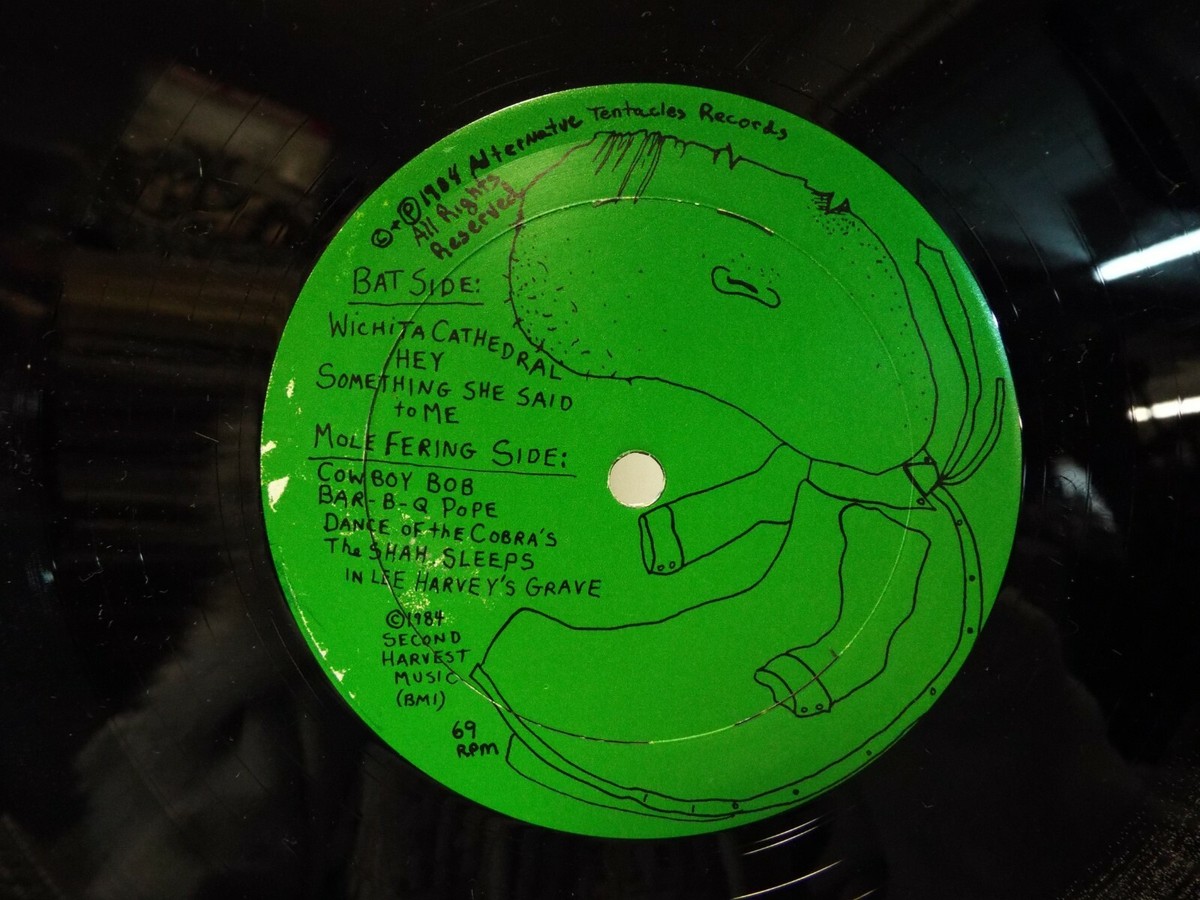 © + ℗ 1984 Alternatve Tentacles Records
All Rights
Reserved
BAT SIDE:
WICHITA CATHEDRAL
HEY
SOMETHING SHE SAID
to ME
MOLE FERING SIDE:
COWBOY BOB
BAR-B-Q POPE
DANCE OF the COBRA'S
The SHAH SLEEPS
IN LEE HARVEY'S GRAVE
©1984
SECOND
HARVEST
MUSIC
(BMI)
69
RPM